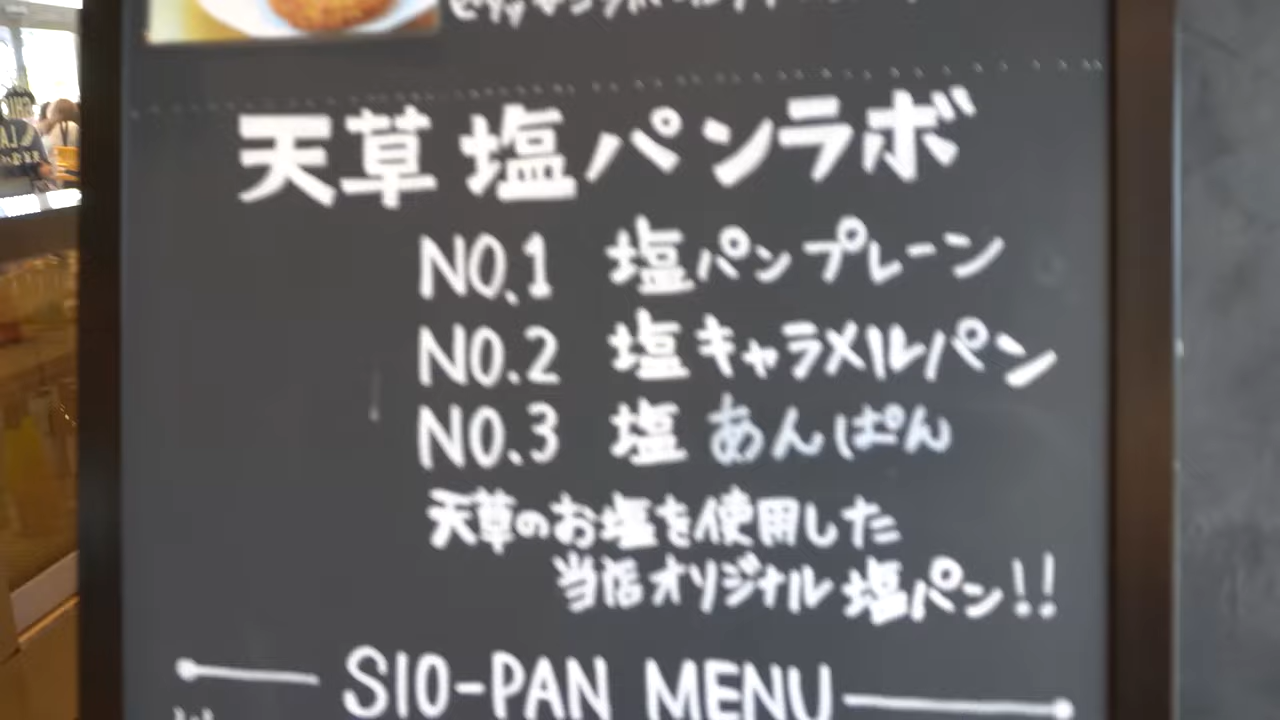 天草 塩パンラボ
NO.1 塩パンプレーン
NO.2 塩キャラメルパン
NO.3 塩あんぱん
天草のお塩を使用した
当店オリジナル塩パン!!
SIO-PAN MENU